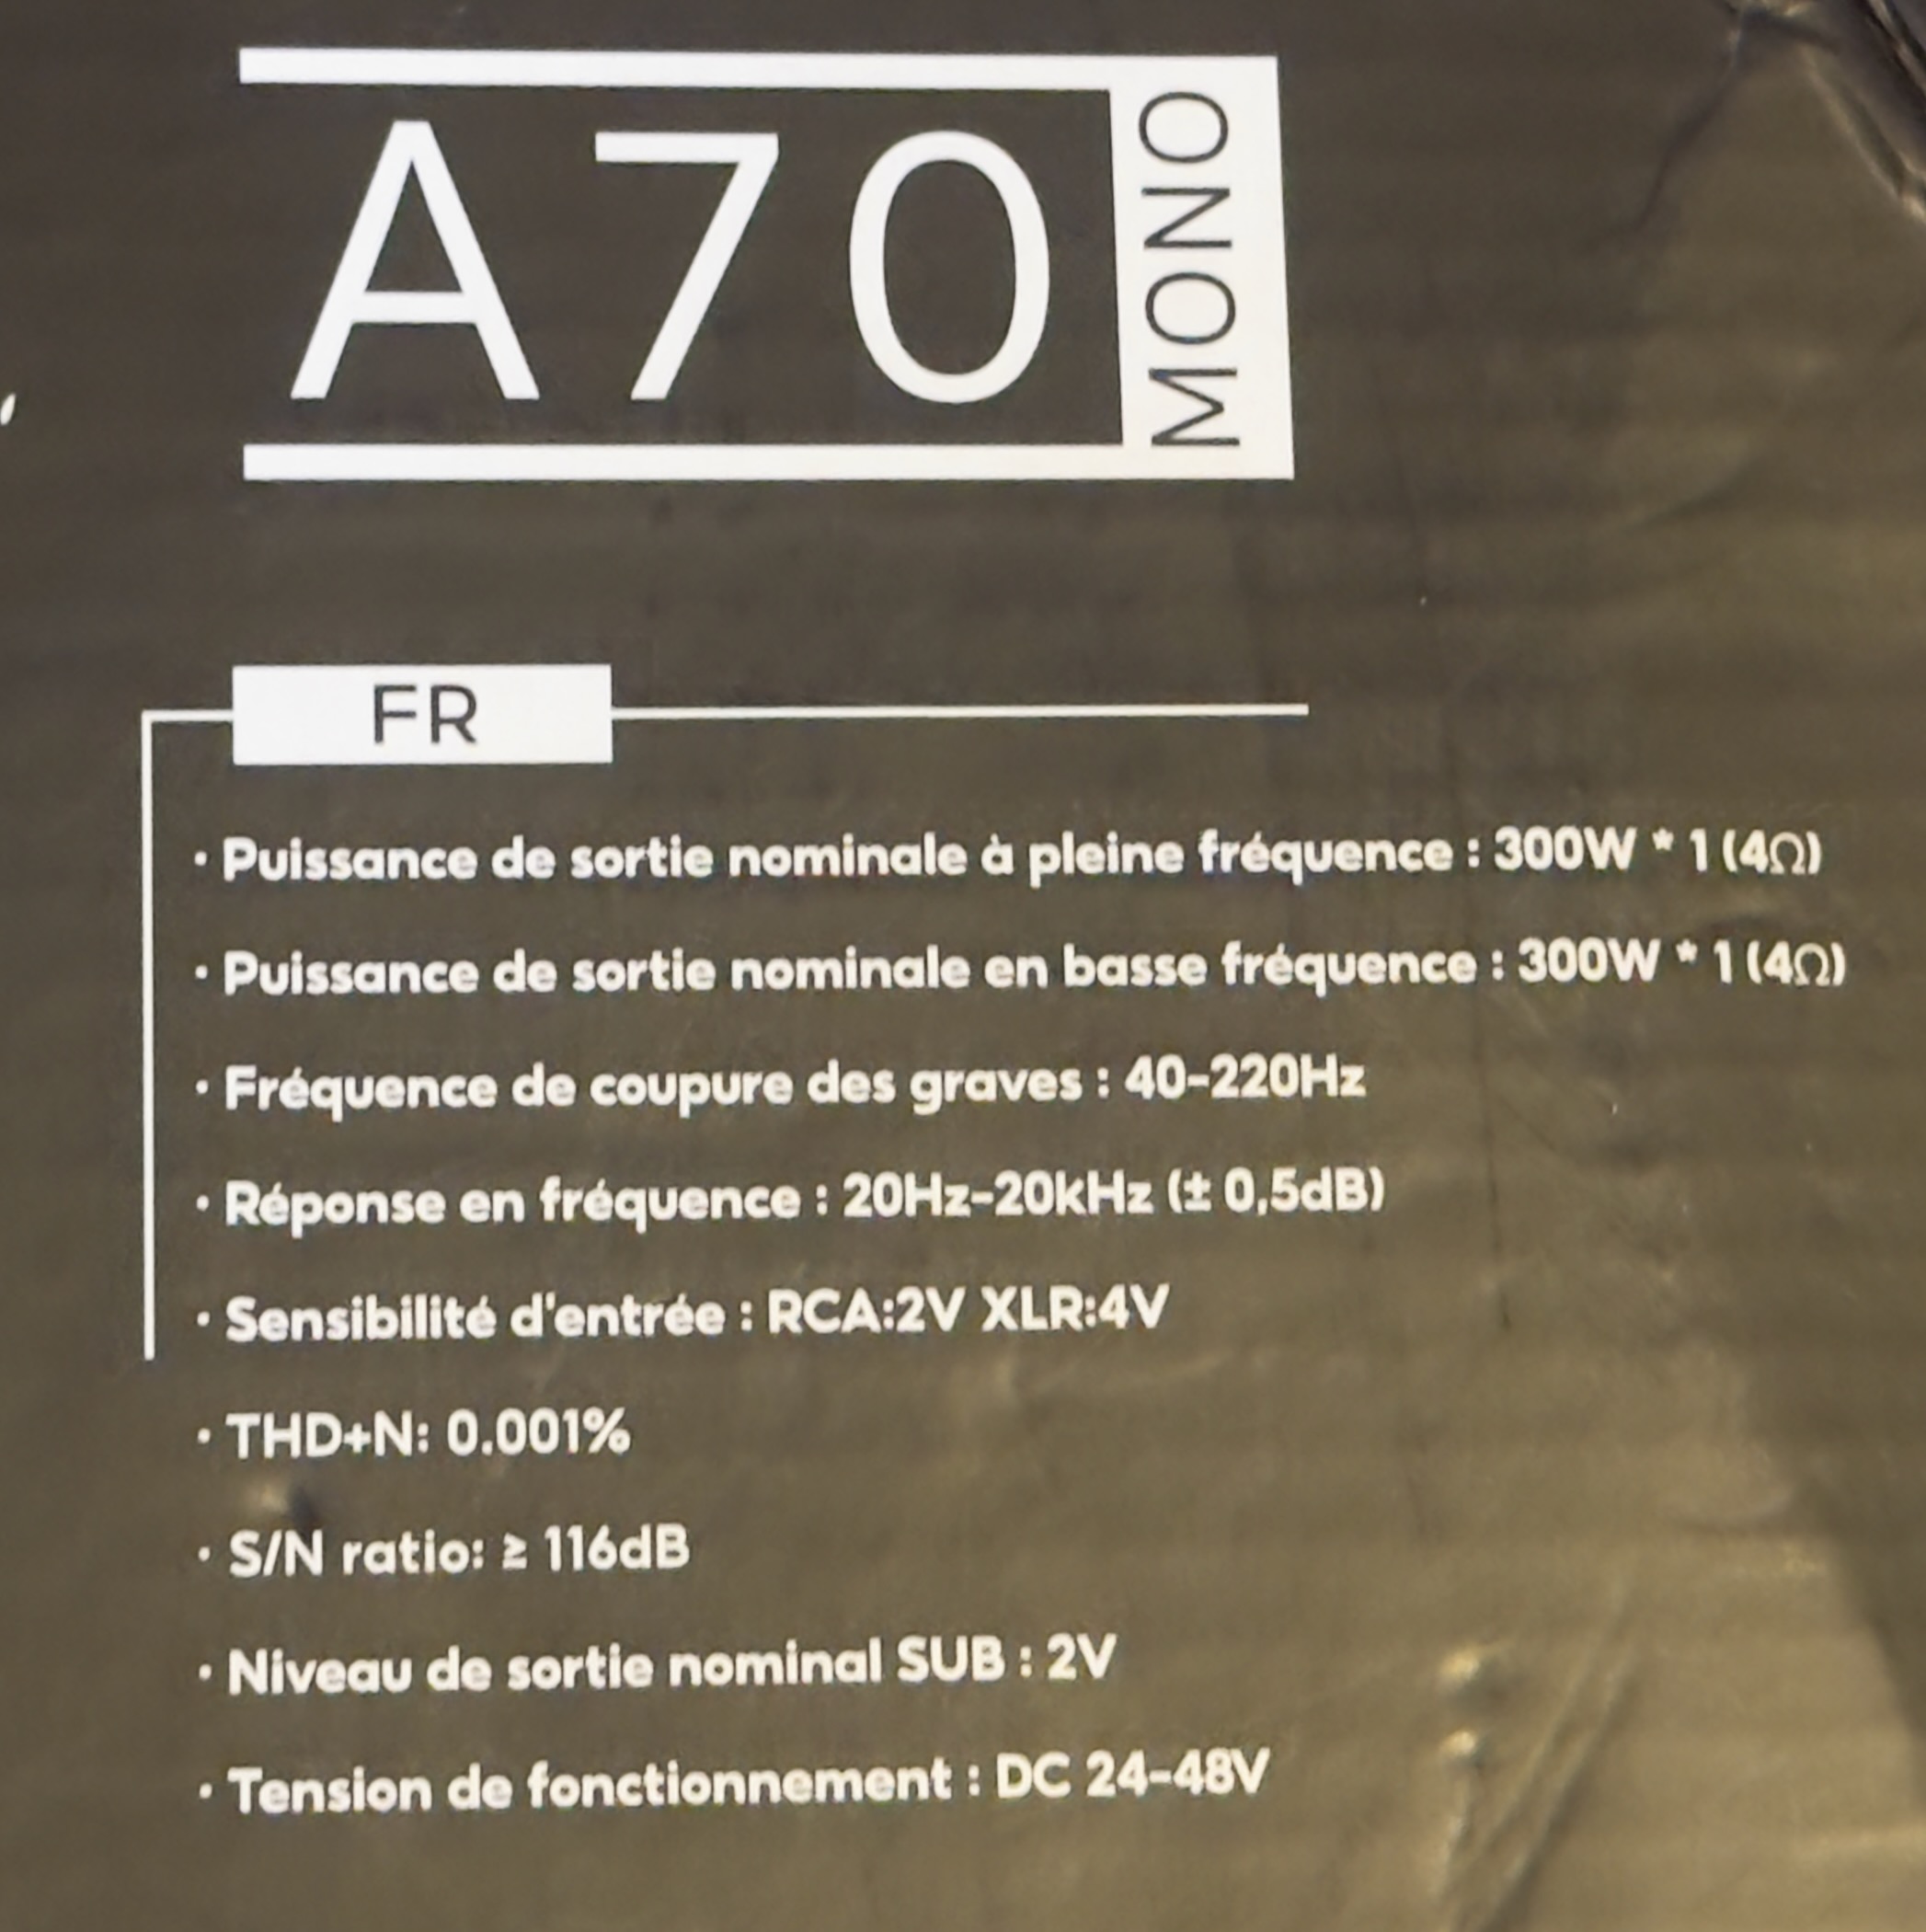 A70 MONO
FR
· Puissance de sortie nominale à pleine fréquence : 300W * 1 (4Ω)
· Puissance de sortie nominale en basse fréquence : 300W * 1 (4Ω)
· Fréquence de coupure des graves : 40-220Hz
· Réponse en fréquence : 20Hz-20kHz (± 0,5dB)
· Sensibilité d'entrée : RCA:2V XLR:4V
· THD+N: 0.001%
· S/N ratio: ≥ 116dB
· Niveau de sortie nominal SUB : 2V
· Tension de fonctionnement : DC 24-48V